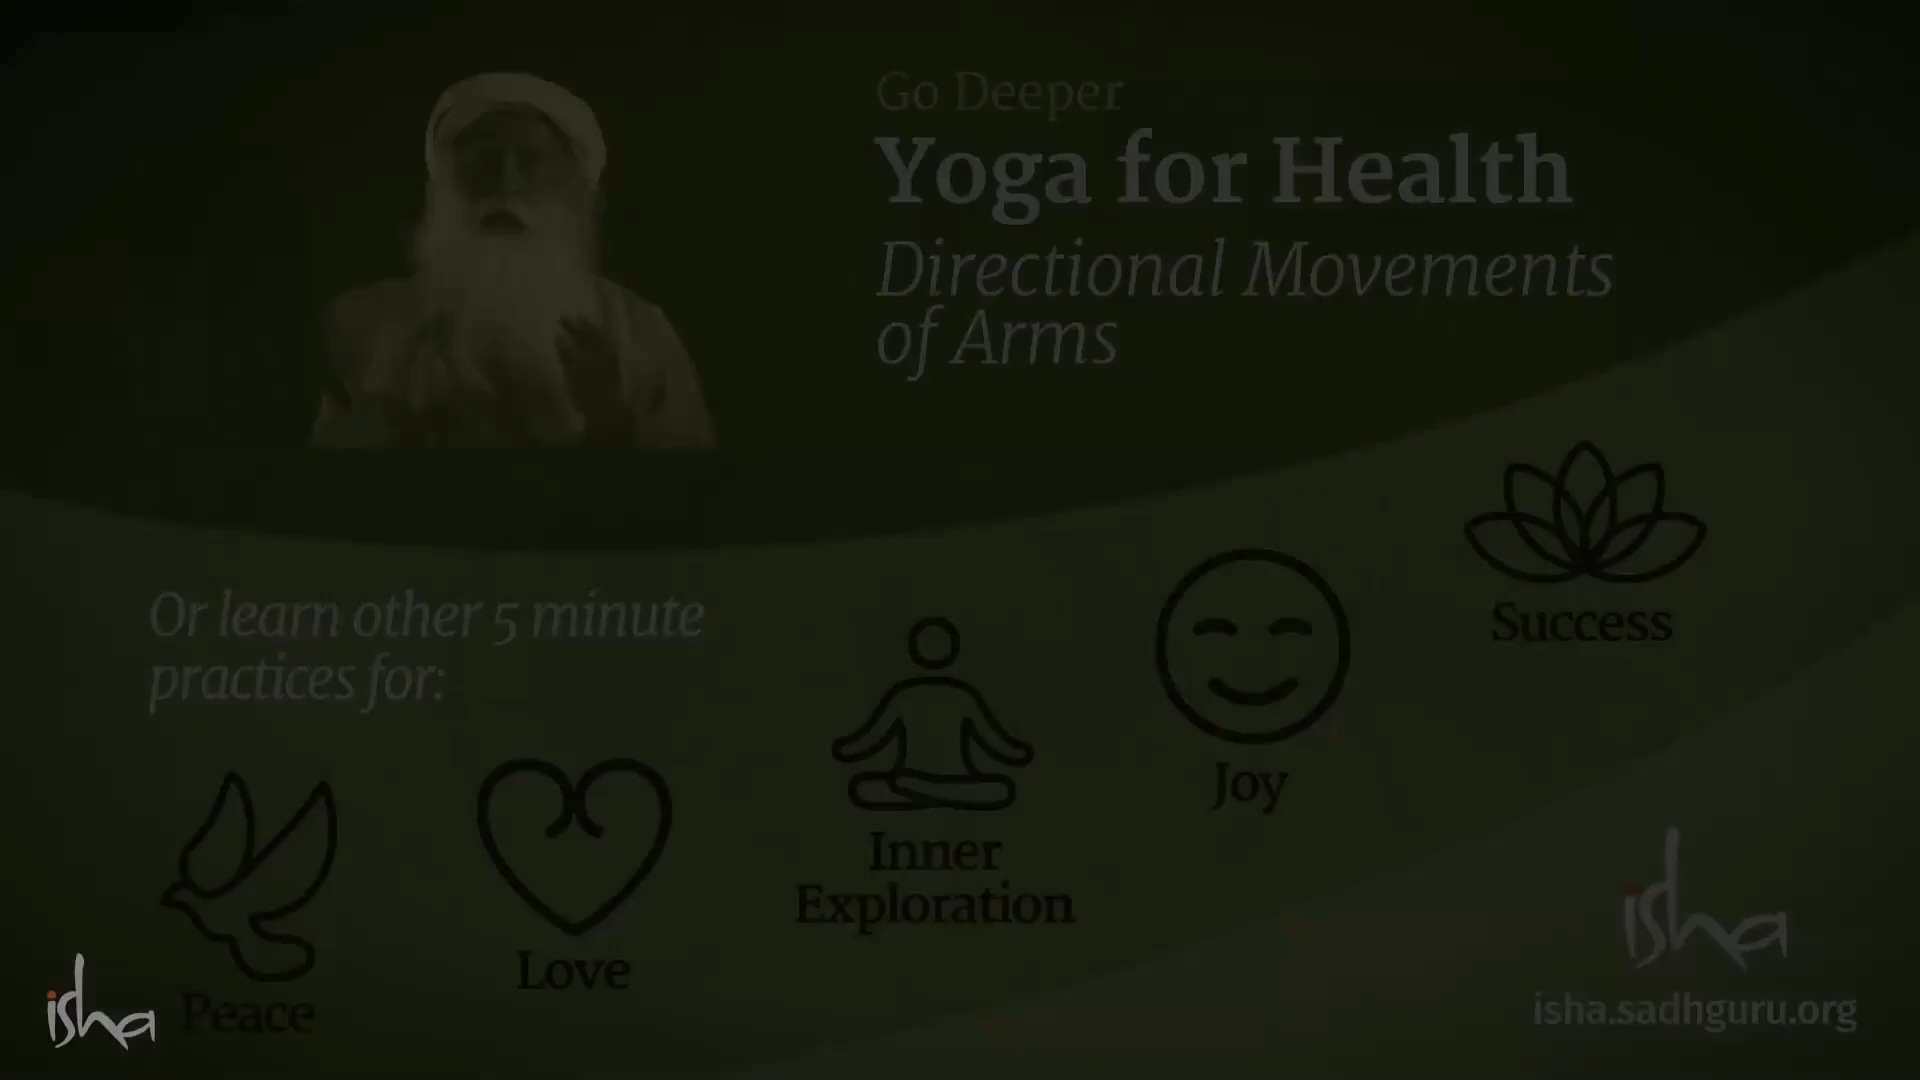 Go Deeper
Yoga for Health
Directional Movements
of Arms
Or learn other 5 minute
practices for:
Peace
Love
Inner
Exploration
Joy
Success
isha
isha
isha.sadhguru.org